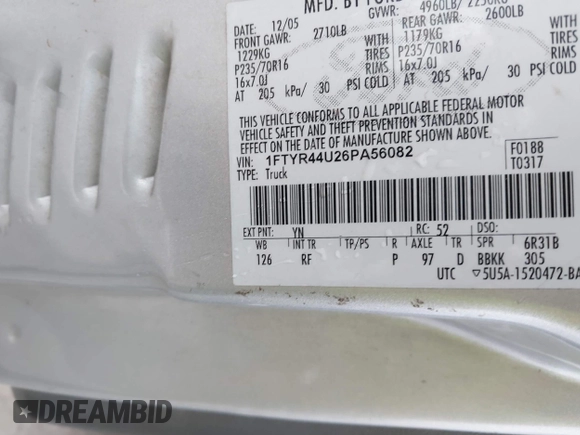 MFD. BY FORD
DATE: 12/05 GVWR: 4960LB/ 2250KG
FRONT GAWR: 2710LB REAR GAWR: 2600LB
1229KG WITH 1179KG WITH
P235/70R16 TIRES P235/70R16 TIRES
16x7.0J RIMS 16x7.0J RIMS
AT 205 kPa/ 30 PSI COLD AT 205 kPa/ 30 PSI COLD
THIS VEHICLE CONFORMS TO ALL APPLICABLE FEDERAL MOTOR
VEHICLE SAFETY AND THEFT PREVENTION STANDARDS IN
EFFECT ON THE DATE OF MANUFACTURE SHOWN ABOVE.
VIN: 1FTYR44U26PA56082 F0188
TYPE: Truck T0317
EXT PNT: YN RC: 52 DSO:
WB INT TR TP/PS R AXLE TR SPR 6R31B
126 RF P 97 D BBKK 305
UTC ▽5U5A-1520472-BA
DREAMBID